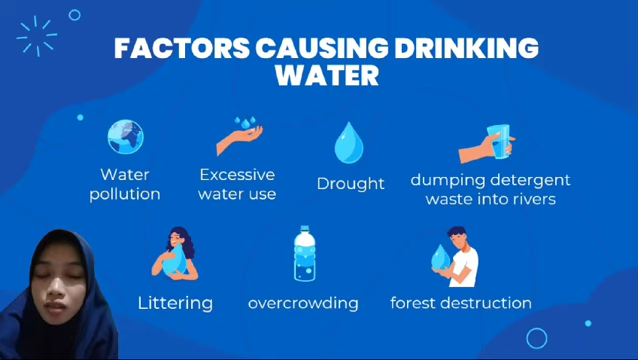 FACTORS CAUSING DRINKING
WATER
Water
pollution
Excessive
water use
Drought
dumping detergent
waste into rivers
Littering
overcrowding
forest destruction